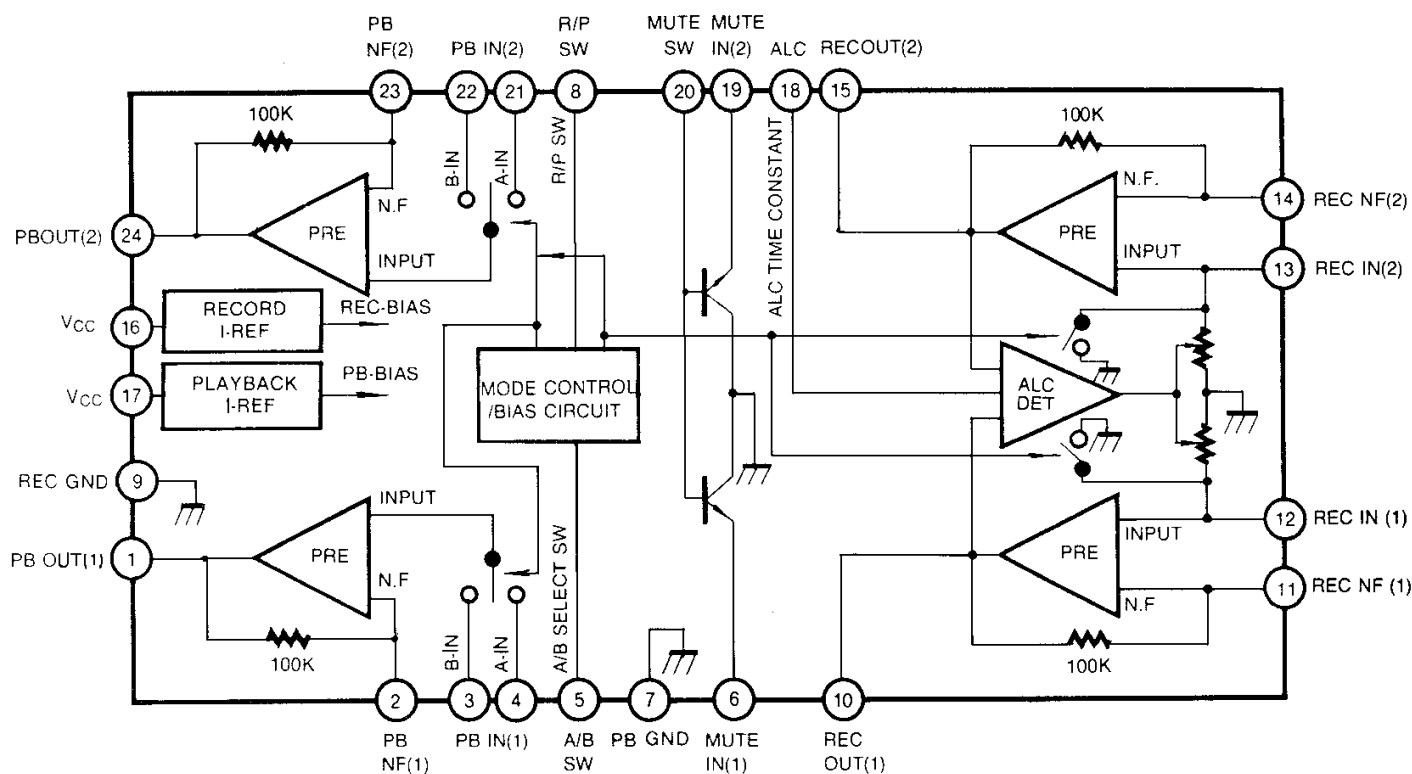 PB
NF(2)
PB IN(2)
R/P
SW
MUTE
SW
MUTE
IN(2)
ALC
RECOUT(2)
23
22
21
8
20
19
18
15
100K
B-IN
A-IN
R/P SW
ALC TIME CONSTANT
100K
N.F
PRE
INPUT
N.F.
PRE
INPUT
14
REC NF(2)
PBOUT(2)
24
13
REC IN(2)
VCC
16
RECORD
I-REF
REC-BIAS
VCC
17
PLAYBACK
I-REF
PB-BIAS
MODE CONTROL
/BIAS CIRCUIT
ALC
DET
REC GND
9
INPUT
PRE
N.F
PB OUT(1)
1
100K
B-IN
A-IN
A/B SELECT SW
INPUT
PRE
N.F
12
REC IN (1)
11
REC NF (1)
100K
2
3
4
5
7
6
10
PB
NF(1)
PB IN(1)
A/B
SW
PB GND
MUTE
IN(1)
REC
OUT(1)